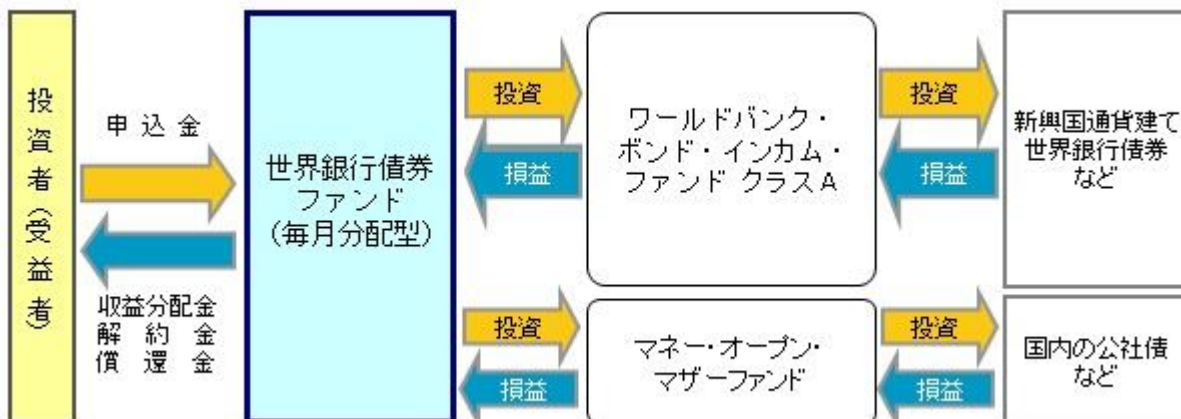 投資者(受益者)
申込金
収益分配金
解約金
償還金
世界銀行債券
ファンド
(毎月分配型)
投資
損益
ワールドバンク・
ボンド・インカム・
ファンド クラスA
投資
損益
新興国通貨建て
世界銀行債券
など
投資
損益
マネー・オープン・
マザーファンド
投資
損益
国内の公社債
など